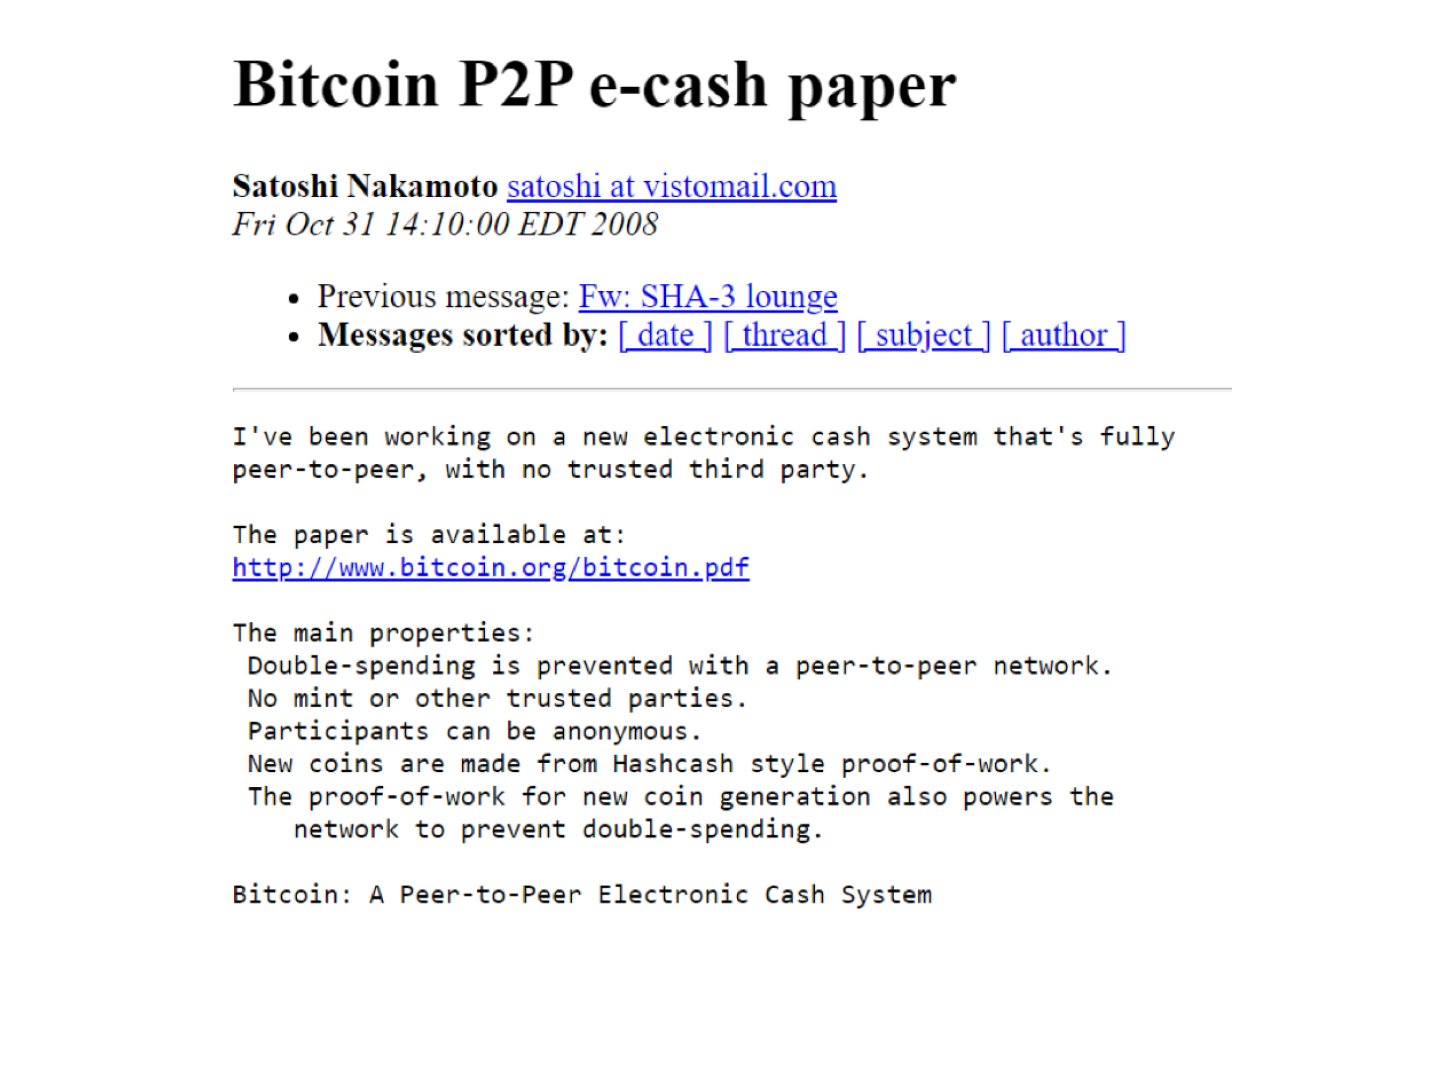 Bitcoin P2P e-cash paper
Satoshi Nakamoto satoshi at vistomail.com
Fri Oct 31 14:10:00 EDT 2008
• Previous message: Fw: SHA-3 lounge
• Messages sorted by: [ date ] [ thread ] [ subject ] [ author ]
I've been working on a new electronic cash system that's fully
peer-to-peer, with no trusted third party.
The paper is available at:
http://www.bitcoin.org/bitcoin.pdf
The main properties:
Double-spending is prevented with a peer-to-peer network.
No mint or other trusted parties.
Participants can be anonymous.
New coins are made from Hashcash style proof-of-work.
The proof-of-work for new coin generation also powers the
network to prevent double-spending.
Bitcoin: A Peer-to-Peer Electronic Cash System